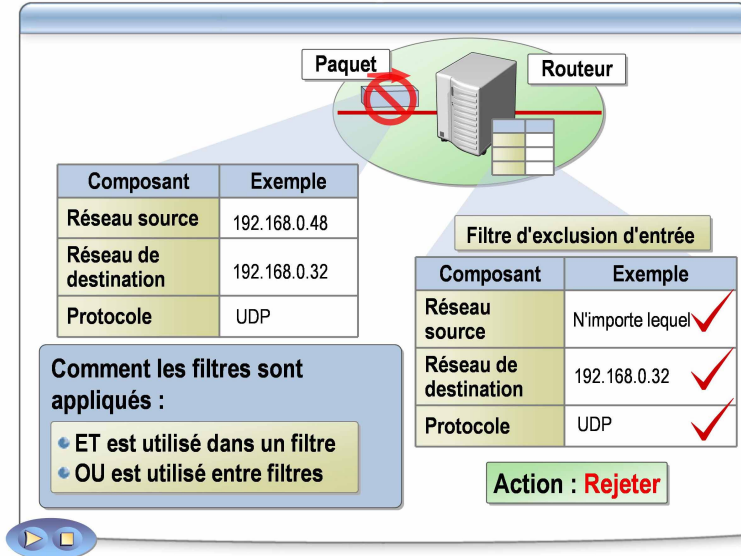 Paquet
Routeur
Composant Exemple
Réseau source 192.168.0.48
Réseau de
destination 192.168.0.32
Protocole UDP
Filtre d'exclusion d'entrée
Composant Exemple
Réseau
source N'importe lequel
Réseau de
destination 192.168.0.32
Protocole UDP
Comment les filtres sont
appliqués :
ET est utilisé dans un filtre
OU est utilisé entre filtres
Action : Rejeter